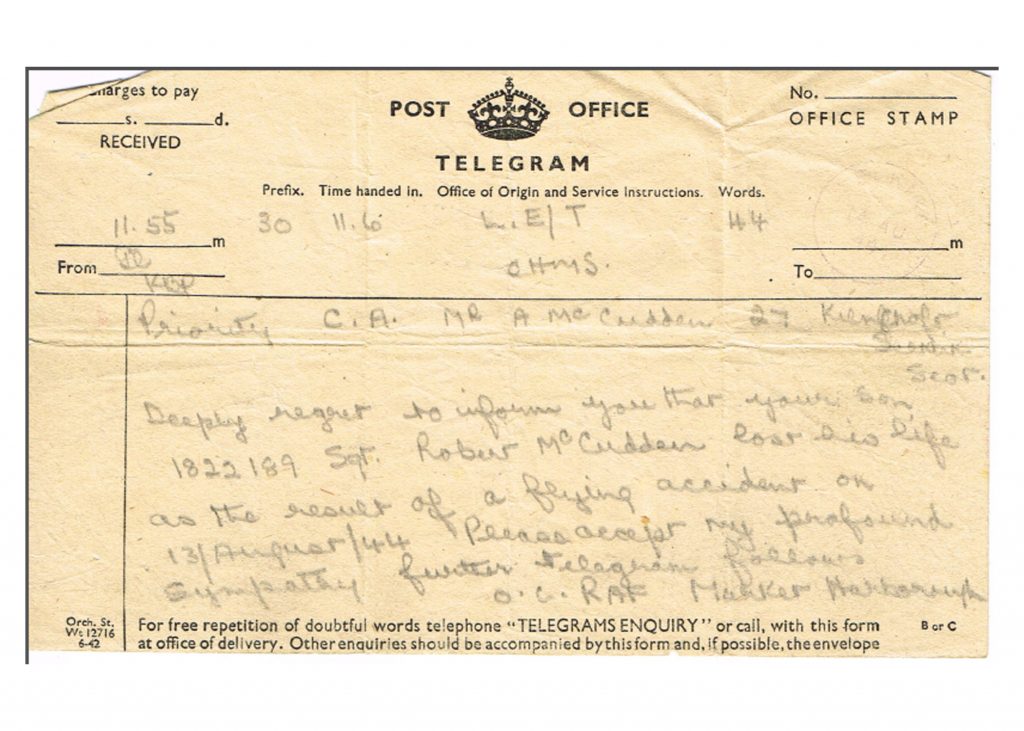 Charges to pay
s. d.
RECEIVED
POST OFFICE
TELEGRAM
No.
OFFICE STAMP
Prefix. Time handed in. Office of Origin and Service Instructions. Words.
11.55 30 11.6 L.E/T 44
m m
From OHMS. To
Priority C.A. Mr A McCudden 27
Scot.
Deeply regret to inform you that your son
1822189 Sgt. Robert McCudden lost his life
as the result of a flying accident on
13/August/44 Please accept my profound
Sympathy further telegram follows
O.C. RAF Market Harborough
Orch. St.
Wt 12716
6-42
For free repetition of doubtful words telephone "TELEGRAMS ENQUIRY" or call, with this form
at office of delivery. Other enquiries should be accompanied by this form and, if possible, the envelope
B or C